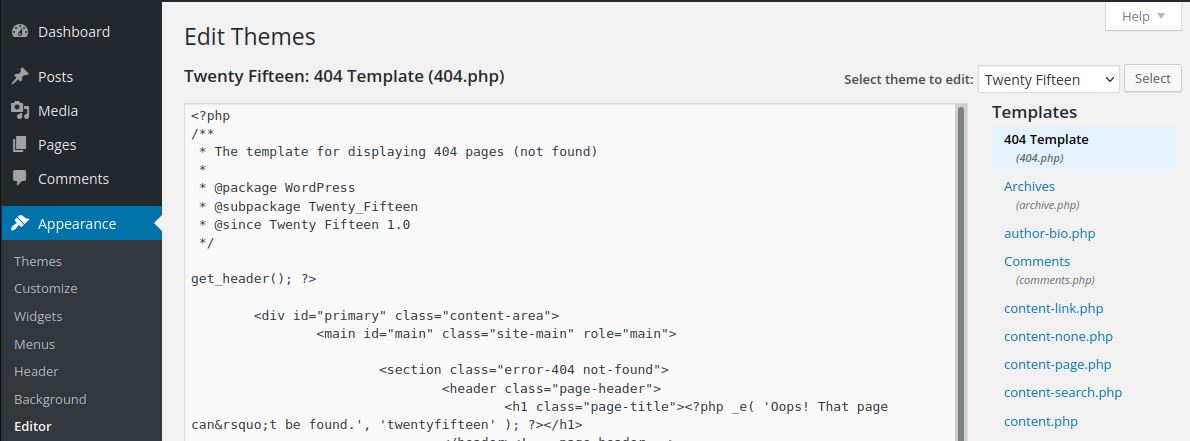 Help
Edit Themes
Dashboard
Posts
Media
Pages
Comments
Appearance
Themes
Customize
Widgets
Menus
Header
Background
Editor
Twenty Fifteen: 404 Template (404.php)
Select theme to edit: Twenty Fifteen Select
<?php
/**
 * The template for displaying 404 pages (not found)
 *
 * @package WordPress
 * @subpackage Twenty_Fifteen
 * @since Twenty Fifteen 1.0
 */
get_header(); ?>
<div id="primary" class="content-area">
<main id="main" class="site-main" role="main">
<section class="error-404 not-found">
<header class="page-header">
<h1 class="page-title"><?php _e( 'Oops! That page
can&rsquo;t be found.', 'twentyfifteen' ); ?></h1>
Templates
404 Template
(404.php)
Archives
(archive.php)
author-bio.php
Comments
(comments.php)
content-link.php
content-none.php
content-page.php
content-search.php
content.php